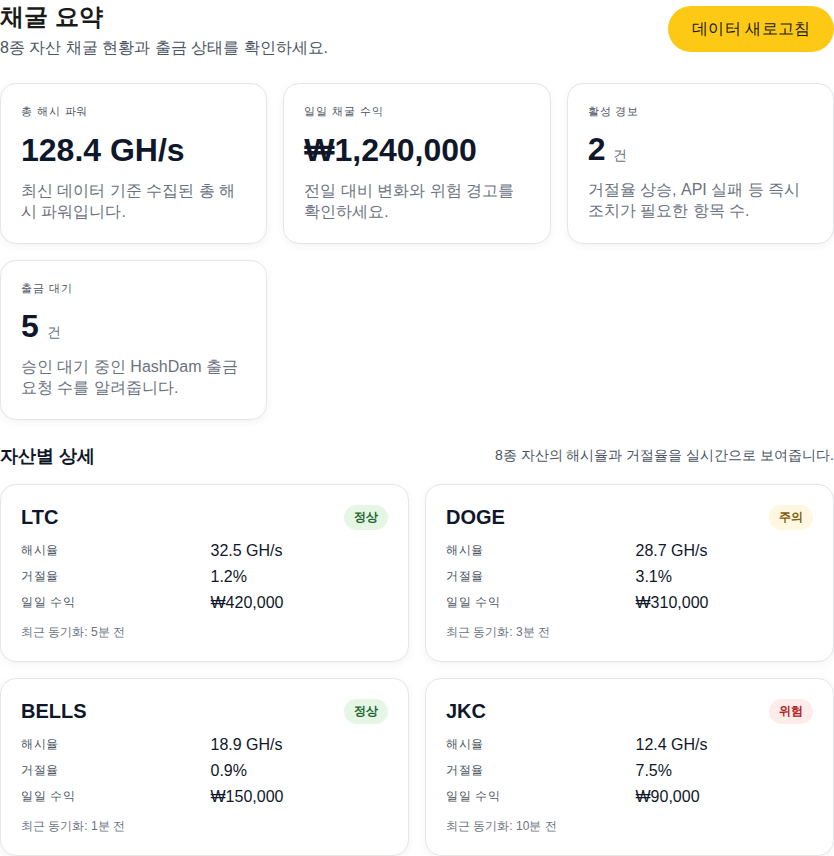 채굴 요약
8종 자산 채굴 현황과 출금 상태를 확인하세요.
데이터 새로고침
총 해시 파워
128.4 GH/s
최신 데이터 기준 수집된 총 해
시 파워입니다.
일일 채굴 수익
₩1,240,000
전일 대비 변화와 위험 경고를
확인하세요.
활성 경보
2 건
거절율 상승, API 실패 등 즉시
조치가 필요한 항목 수.
출금 대기
5 건
승인 대기 중인 HashDam 출금
요청 수를 알려줍니다.
자산별 상세
8종 자산의 해시율과 거절율을 실시간으로 보여줍니다.
LTC 정상
해시율 32.5 GH/s
거절율 1.2%
일일 수익 ₩420,000
최근 동기화: 5분 전
DOGE 주의
해시율 28.7 GH/s
거절율 3.1%
일일 수익 ₩310,000
최근 동기화: 3분 전
BELLS 정상
해시율 18.9 GH/s
거절율 0.9%
일일 수익 ₩150,000
최근 동기화: 1분 전
JKC 위험
해시율 12.4 GH/s
거절율 7.5%
일일 수익 ₩90,000
최근 동기화: 10분 전